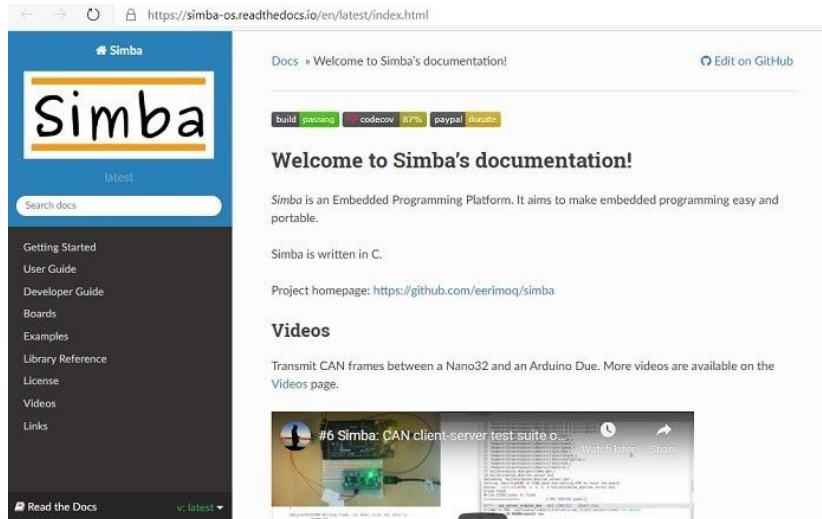 https://simba-os.readthedocs.io/en/latest/index.html
Simba
Simba
latest
Search docs
Getting Started
User Guide
Developer Guide
Boards
Examples
Library Reference
License
Videos
Links
Read the Docs
v: latest
Docs » Welcome to Simba's documentation!
Edit on GitHub
build passing codecov 87% paypal donate
Welcome to Simba's documentation!
Simba is an Embedded Programming Platform. It aims to make embedded programming easy and
portable.
Simba is written in C.
Project homepage: https://github.com/eerimoq/simba
Videos
Transmit CAN frames between a Nano32 and an Arduino Due. More videos are available on the
Videos page.
#6 Simba: CAN client-server test suite o...
Watch later
Share